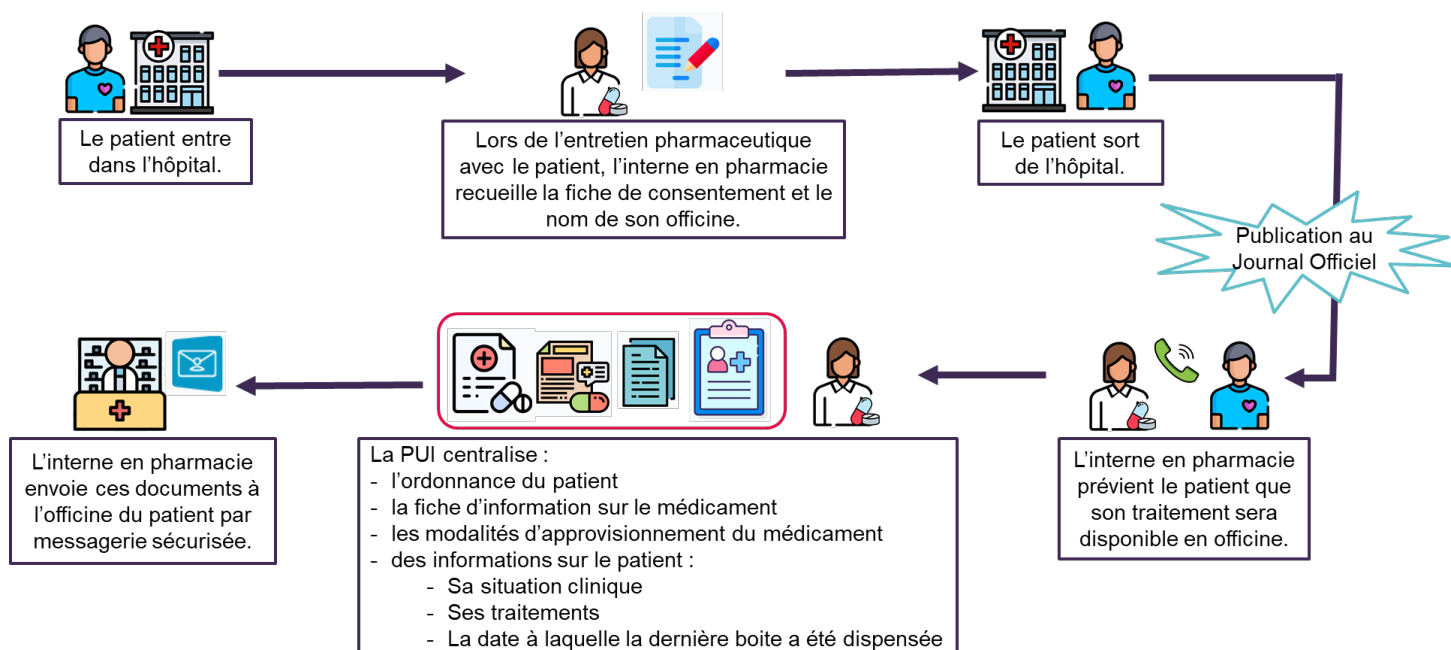 Le patient entre
dans l’hôpital.
Lors de l’entretien pharmaceutique
avec le patient, l’interne en pharmacie
recueille la fiche de consentement et le
nom de son officine.
Le patient sort
de l’hôpital.
Publication au
Journal Officiel
L’interne en pharmacie
prévient le patient que
son traitement sera
disponible en officine.
La PUI centralise :
- l’ordonnance du patient
- la fiche d’information sur le médicament
- les modalités d’approvisionnement du médicament
- des informations sur le patient :
- Sa situation clinique
- Ses traitements
- La date à laquelle la dernière boite a été dispensée
L’interne en pharmacie
envoie ces documents à
l’officine du patient par
messagerie sécurisée.